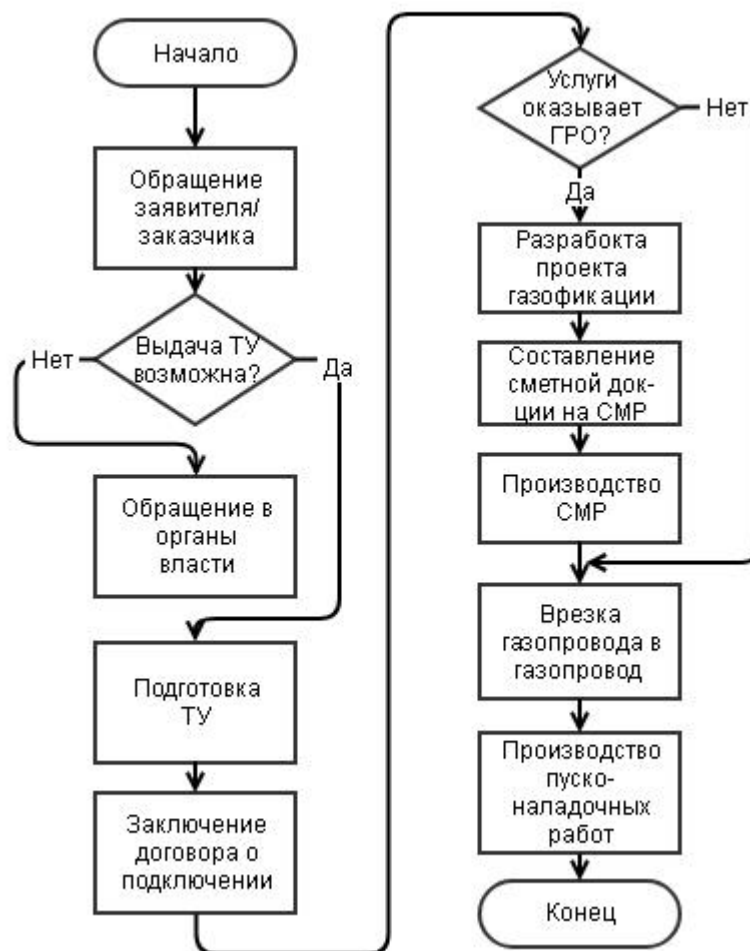 Начало
Обращение
заявителя/
заказчика
Выдача ТУ
возможна?
Нет
Да
Обращение в
органы
власти
Подготовка
ТУ
Заключение
договора о
подключении
Услуги
оказывает
ГРО?
Нет
Да
Разрабокта
проекта
газофикации
Составление
сметной док-
ции на СМР
Производство
СМР
Врезка
газопровода в
газопровод
Производство
пуско-
наладочных
работ
Конец